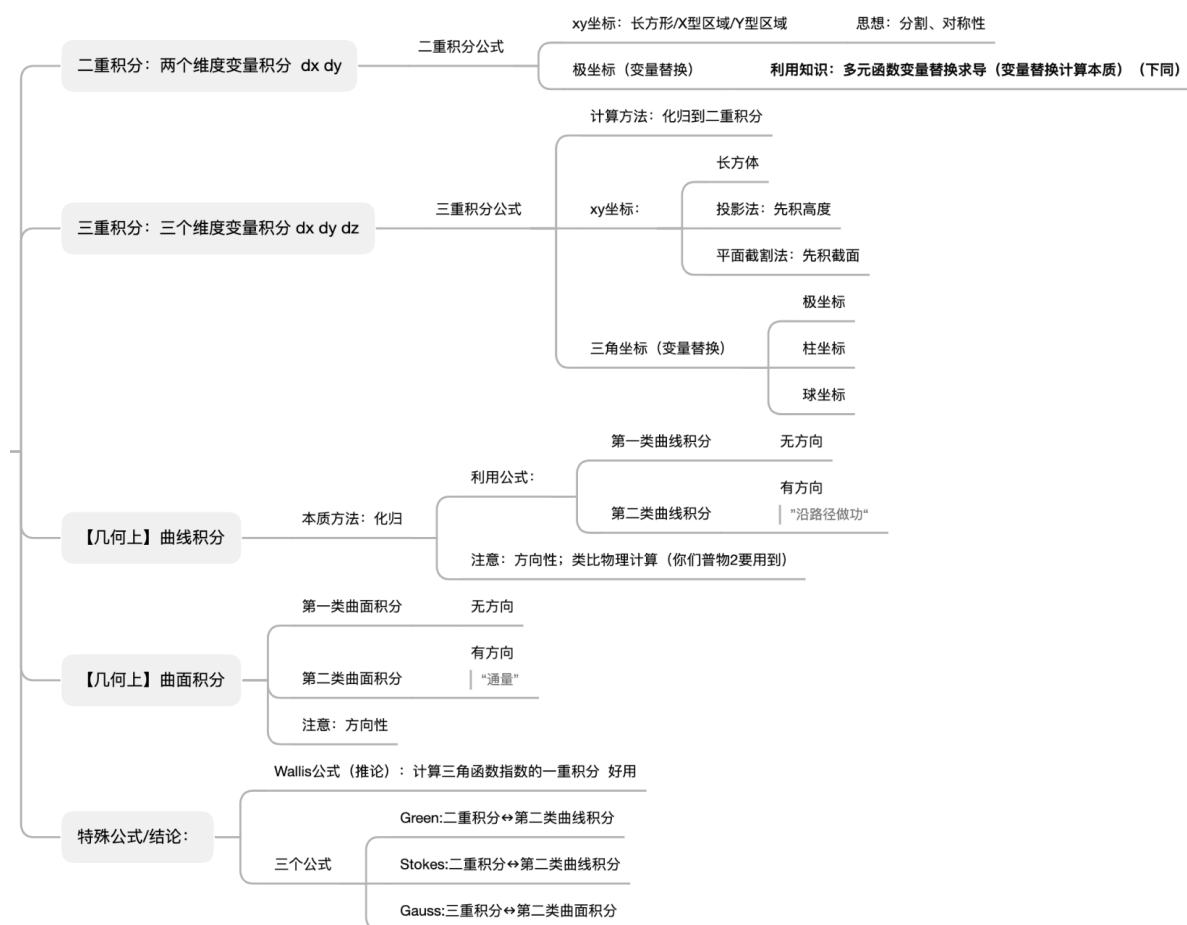 二重积分：两个维度变量积分 dx dy
二重积分公式
xy坐标：长方形/X型区域/Y型区域
思想：分割、对称性
极坐标（变量替换）
利用知识：多元函数变量替换求导（变量替换计算本质）（下同）
三重积分：三个维度变量积分 dx dy dz
三重积分公式
计算方法：化归到二重积分
xy坐标：
长方体
投影法：先积高度
平面截割法：先积截面
三角坐标（变量替换）
极坐标
柱坐标
球坐标
【几何上】曲线积分
本质方法：化归
利用公式：
第一类曲线积分
无方向
第二类曲线积分
有方向
”沿路径做功“
注意：方向性；类比物理计算（你们普物2要用到）
【几何上】曲面积分
第一类曲面积分
无方向
第二类曲面积分
有方向
“通量”
注意：方向性
特殊公式/结论：
Wallis公式（推论）：计算三角函数指数的一重积分 好用
三个公式
Green:二重积分↔第二类曲线积分
Stokes:二重积分↔第二类曲线积分
Gauss:三重积分↔第二类曲面积分